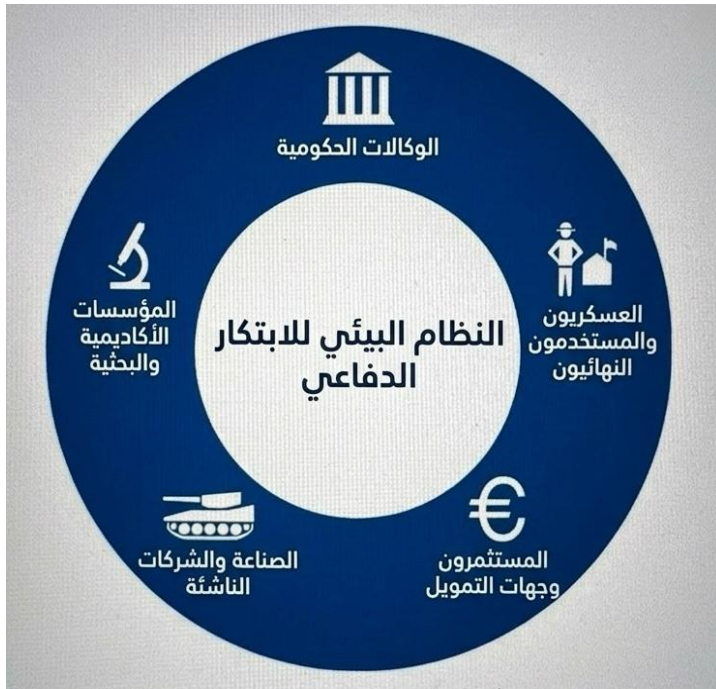 الوكالات الحكومية
العسكريون
والمستخدمون
النهائيون
المستثمرون
وجهات التمويل
الصناعة والشركات
الناشئة
المؤسسات
الأكاديمية
والبحثية
النظام البيئي للابتكار
الدفاعي